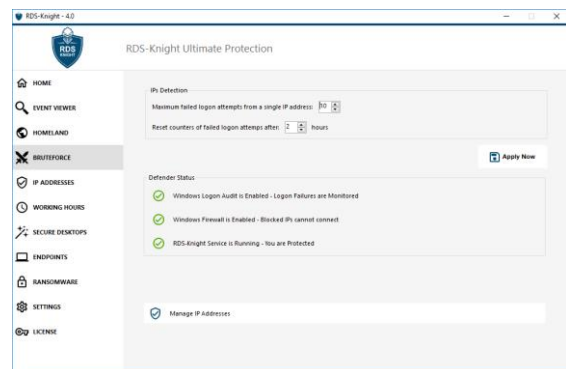 RDS-Knight - 4.0
RDS
KNIGHT
RDS-Knight Ultimate Protection
HOME
EVENT VIEWER
HOMELAND
BRUTEFORCE
IP ADDRESSES
WORKING HOURS
SECURE DESKTOPS
ENDPOINTS
RANSOMWARE
SETTINGS
LICENSE
IPs Detection
Maximum failed logon attempts from a single IP address: 10
Reset counters of failed logon attemps after: 2 hours
Apply Now
Defender Status
Windows Logon Audit is Enabled - Logon Failures are Monitored
Windows Firewall is Enabled - Blocked IPs cannot connect
RDS-Knight Service is Running - You are Protected
Manage IP Addresses